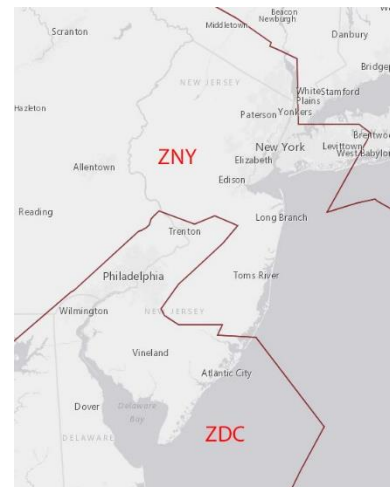 Beacon
Newburgh
Middletown
Scranton
Danbury
NEW JERSEY
Bridgep
White
Plains
Stamford
Hazleton
Paterson
Yonkers
Brentwoo
New York
Levittown
West Babylon
ZNY
Elizabeth
Allentown
Edison
Reading
Long Branch
Trenton
Philadelphia
Toms River
Wilmington
NEW JERSEY
Vineland
Atlantic City
Dover
Delaware
Bay
ZDC
DELAWARE